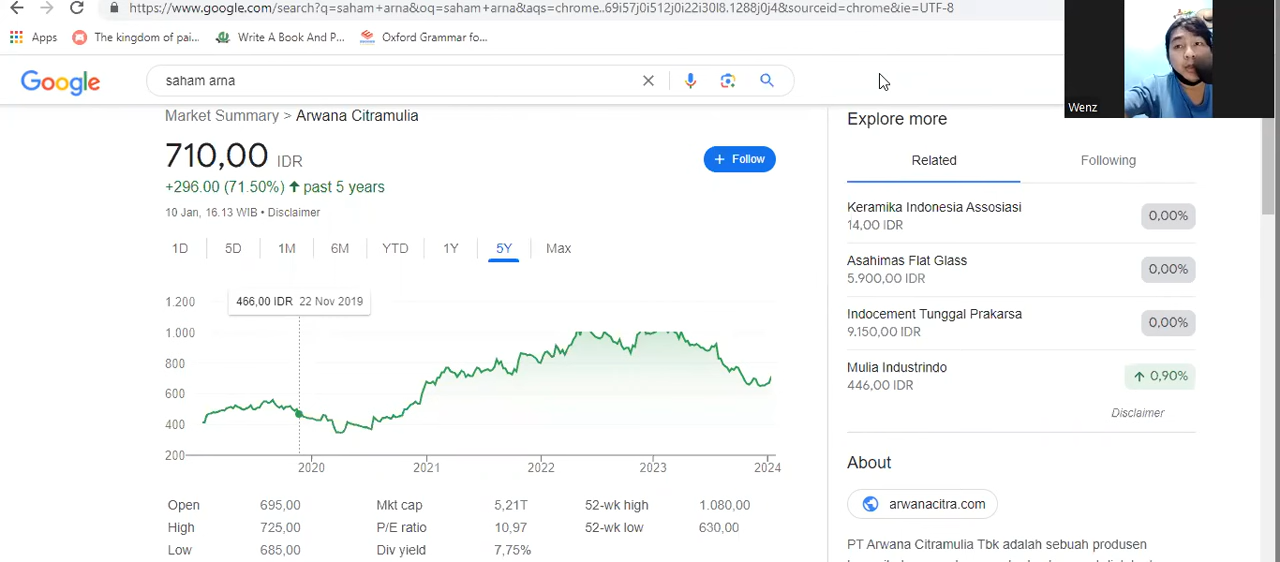 https://www.google.com/search?q=saham+arna&oq=saham+arna&aqs=chrome..69i57j0i512j0i22i30l8.1288j0j4&sourceid=chrome&ie=UTF-8
Apps The kingdom of pai... Write A Book And P... Oxford Grammar fo...
Google
saham arna
Wenz
Market Summary > Arwana Citramulia
710,00 IDR
+ Follow
+296.00 (71.50%) ↑ past 5 years
10 Jan, 16.13 WIB • Disclaimer
1D 5D 1M 6M YTD 1Y 5Y Max
466,00 IDR 22 Nov 2019
1.200
1.000
800
600
400
200
2020 2021 2022 2023 2024
Open 695,00 Mkt cap 5,21T 52-wk high 1.080,00
High 725,00 P/E ratio 10,97 52-wk low 630,00
Low 685,00 Div yield 7,75%
Explore more
Related Following
Keramika Indonesia Assosiasi
14,00 IDR
0,00%
Asahimas Flat Glass
5.900,00 IDR
0,00%
Indocement Tunggal Prakarsa
9.150,00 IDR
0,00%
Mulia Industrindo
446,00 IDR
↑ 0,90%
Disclaimer
About
arwanacitra.com
PT Arwana Citramulia Tbk adalah sebuah produsen